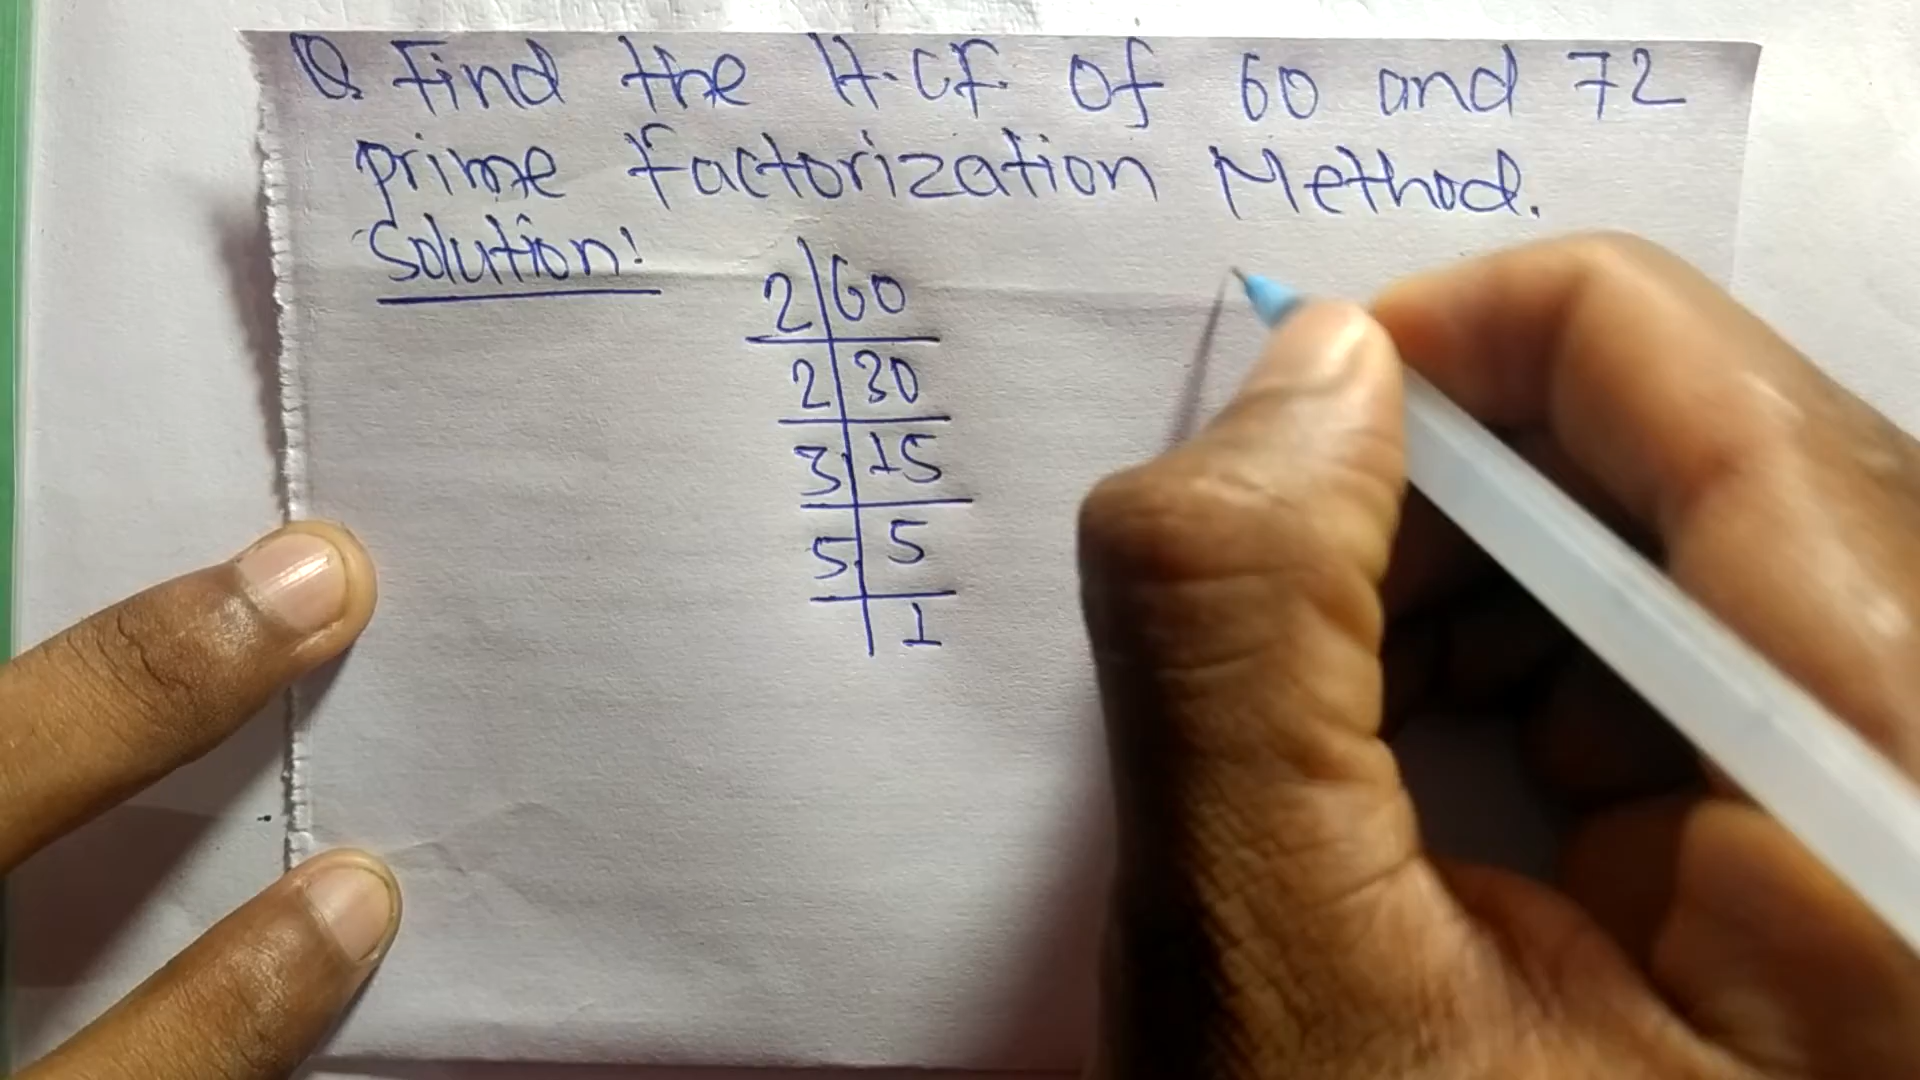 Q. Find the H.C.F. of 60 and 72
prime factorization Method.
Solution:
2 60
2 30
3 15
5 5
1